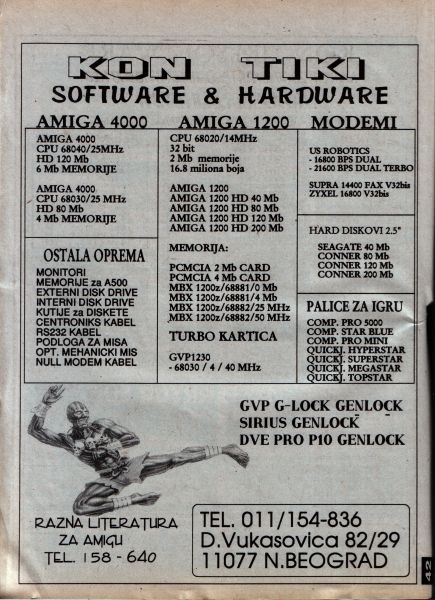 KON TIKI
SOFTWARE & HARDWARE
AMIGA 4000
AMIGA 4000
CPU 68040/25MHz
HD 120 Mb
6 Mb MEMORIJE
AMIGA 4000
CPU 68030/25 MHz
HD 80 Mb
4 Mb MEMORIJE
OSTALA OPREMA
MONITORI
MEMORIJE za A500
EXTERNI DISK DRIVE
INTERNI DISK DRIVE
KUTIJE za DISKETE
CENTRONIKS KABEL
RS232 KABEL
PODLOGA ZA MISA
OPT. MEHANICKI MIS
NULL MODEM KABEL
AMIGA 1200
CPU 68020/14MHz
32 bit
2 Mb memorije
16.8 miliona boja
AMIGA 1200
AMIGA 1200 HD 40 Mb
AMIGA 1200 HD 80 Mb
AMIGA 1200 HD 120 Mb
AMIGA 1200 HD 200 Mb
MEMORIJA:
PCMCIA 2 Mb CARD
PCMCIA 4 Mb CARD
MBX 1200z/68881/0 Mb
MBX 1200z/68881/4 Mb
MBX 1200z/68882/25 MHz
MBX 1200z/68882/50 MHz
TURBO KARTICA
GVP1230
- 68030 / 4 / 40 MHz
MODEMI
US ROBOTICS
- 16800 BPS DUAL
- 21600 BPS DUAL TERBO
SUPRA 14400 FAX V32bis
ZYXEL 16800 V32bis
HARD DISKOVI 2.5"
SEAGATE 40 Mb
CONNER 80 Mb
CONNER 120 Mb
CONNER 200 Mb
PALICE ZA IGRU
COMP. PRO 5000
COMP. STAR BLUE
COMP. PRO MINI
QUICKJ. HYPERSTAR
QUICKJ. SUPERSTAR
QUICKJ. MEGASTAR
QUICKJ. TOPSTAR
GVP G-LOCK GENLOCK
SIRIUS GENLOCK
DVE PRO P10 GENLOCK
RAZNA LITERATURA
ZA AMIGU
TEL. 158 - 640
TEL. 011/154-836
D.Vukasovica 82/29
11077 N.BEOGRAD
42